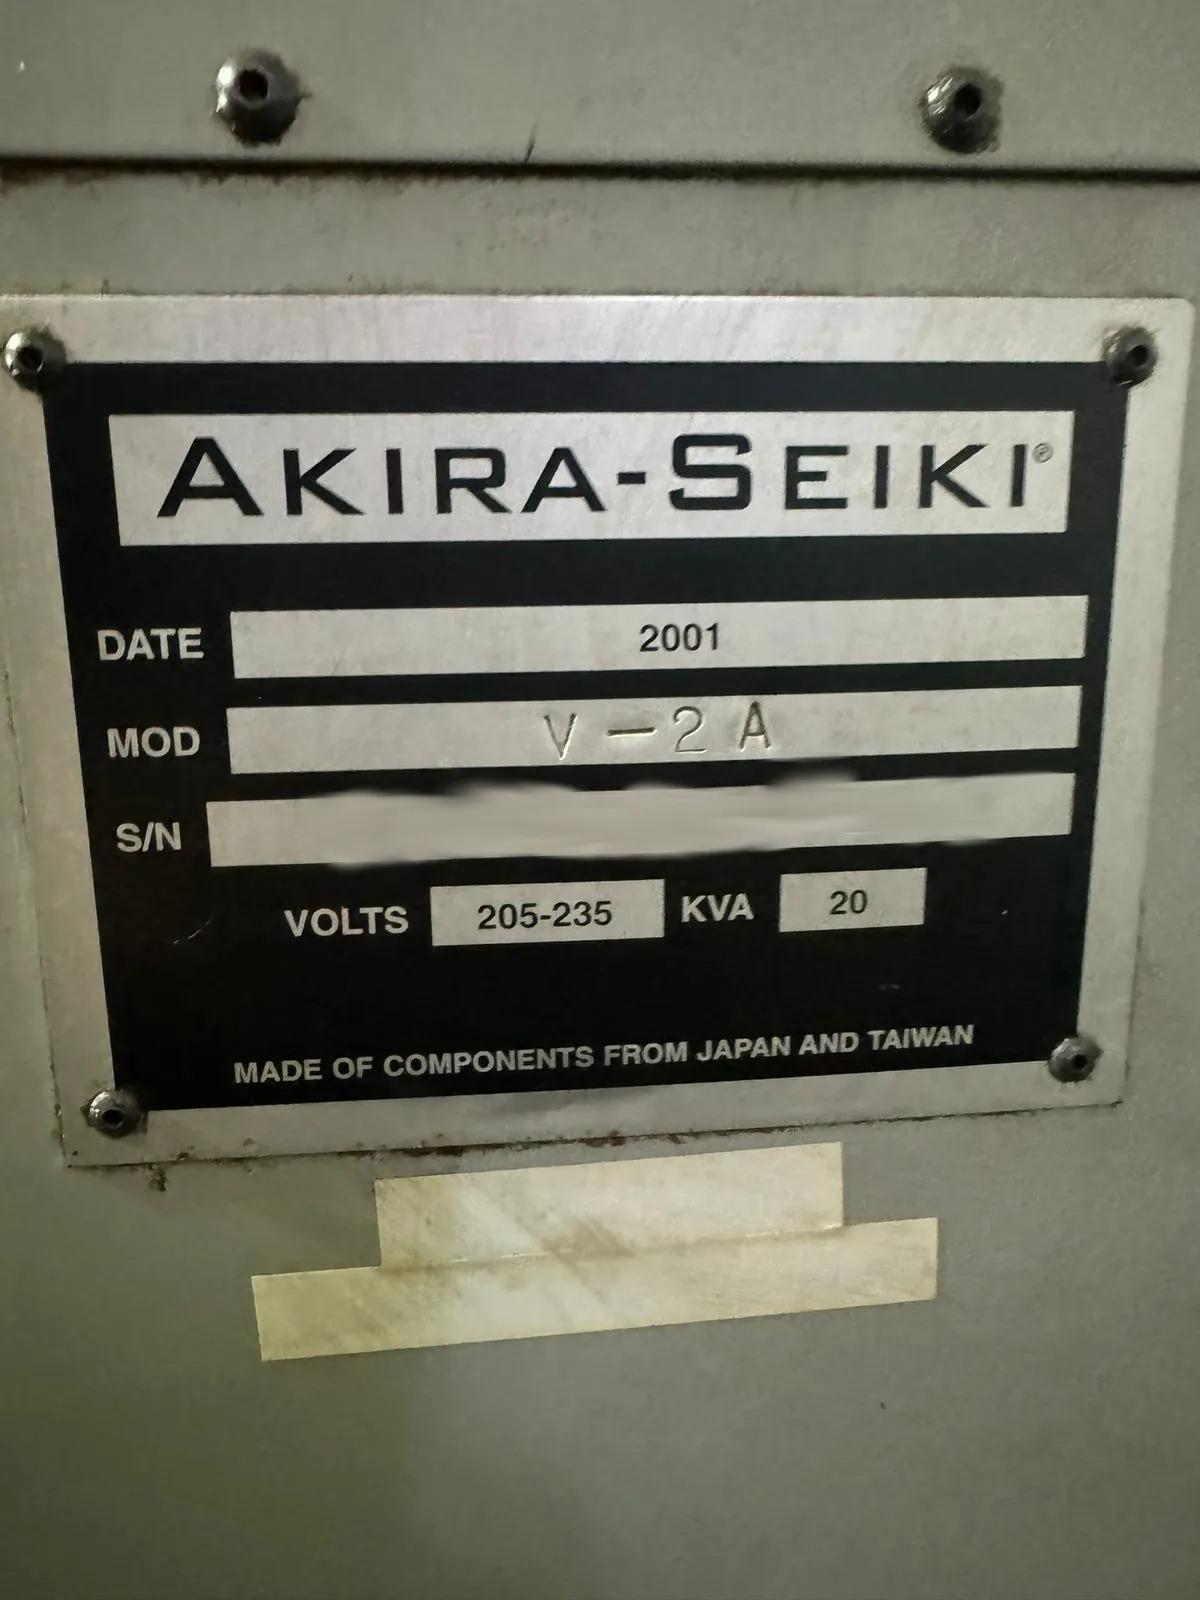 AKIRA-SEIKI®
DATE 2001
MOD V-2A
S/N
VOLTS 205-235 KVA 20
MADE OF COMPONENTS FROM JAPAN AND TAIWAN